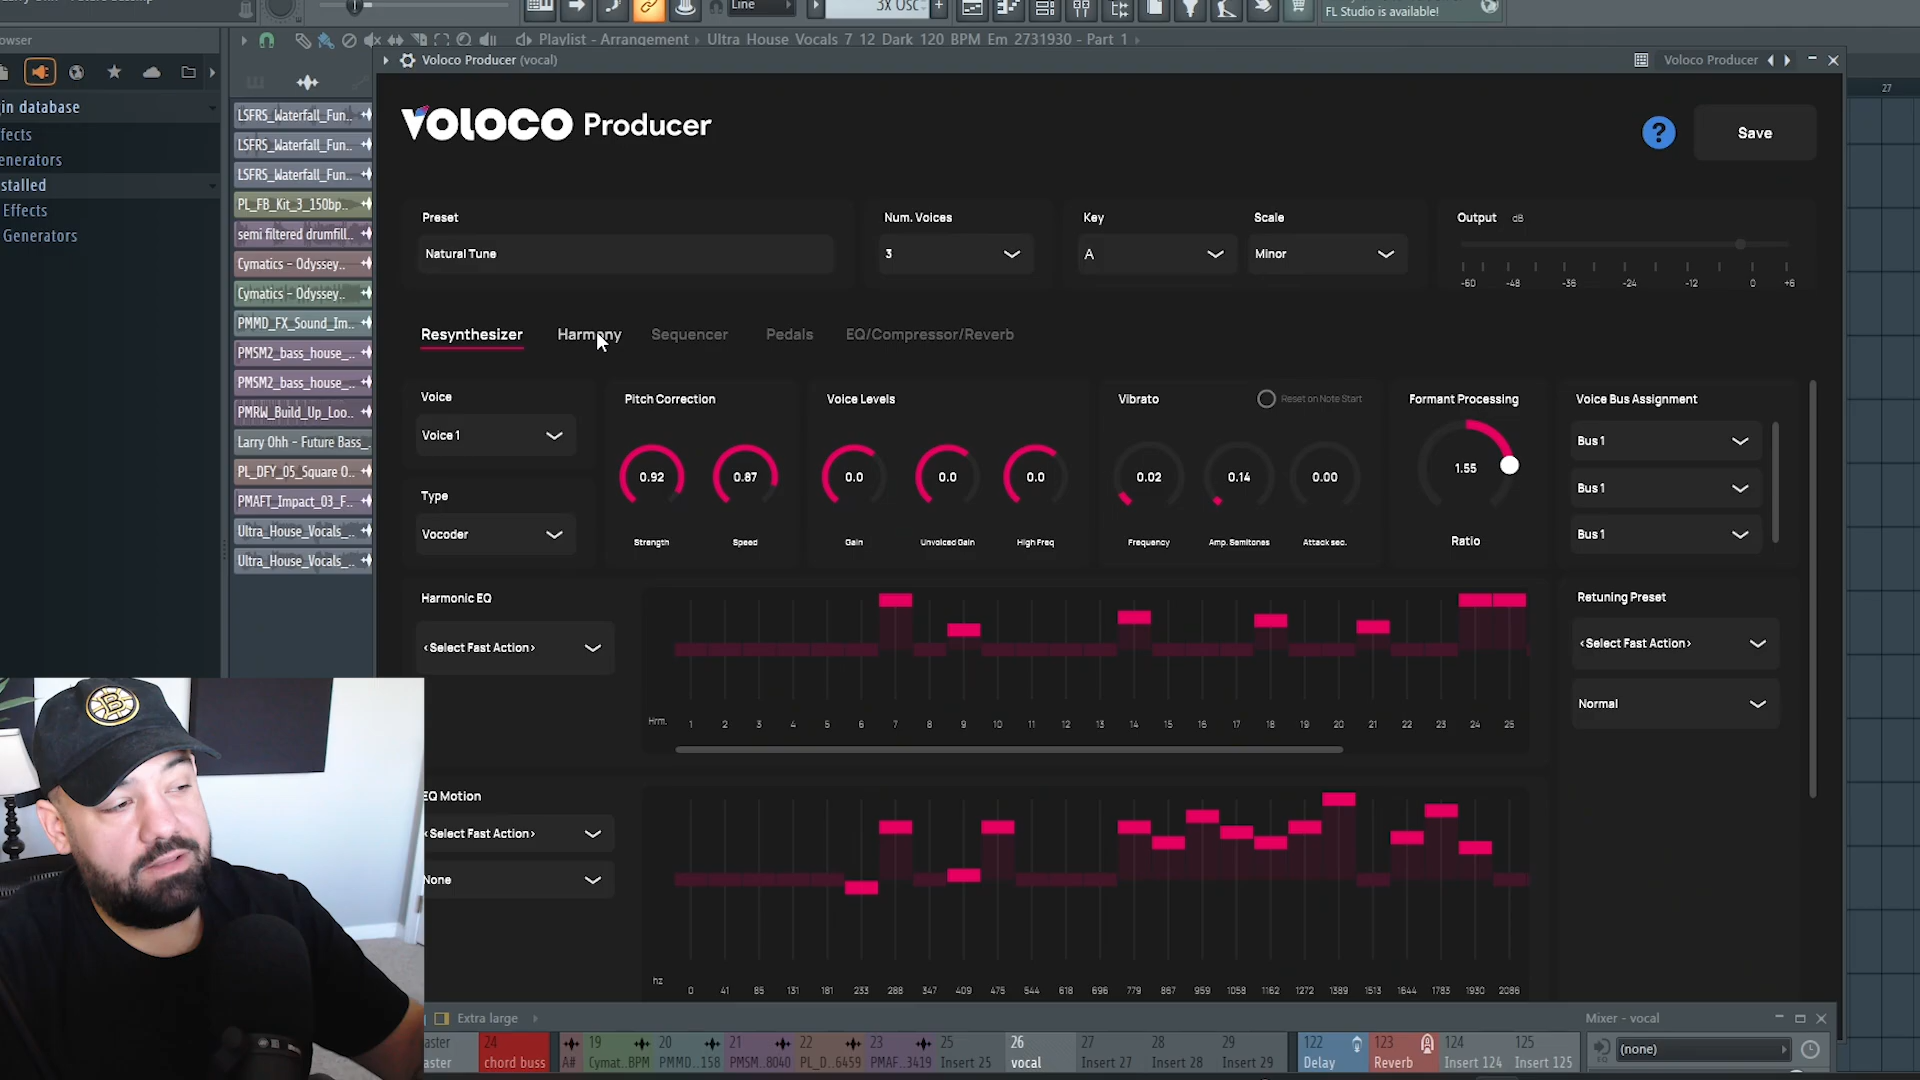 Line
3x OSC
FL Studio is available!
Playlist - Arrangement › Ultra House Vocals 7 12 Dark 120 BPM Em 2731930 - Part 1
Voloco Producer (vocal)
Voloco Producer
27
in database
Effects
Generators
LSFRS_Waterfall_Fun..
LSFRS_Waterfall_Fun..
LSFRS_Waterfall_Fun..
PL_FB_Kit_3_150bp..
semi filtered drumfill..
Cymatics - Odyssey..
Cymatics - Odyssey..
PMMD_FX_Sound_Im..
PMSM2_bass_house_..
PMSM2_bass_house_..
PMRW_Build_Up_Loo..
Larry Ohh - Future Bass_..
PL_DFY_05_Square O..
PMAFT_Impact_03_F..
Ultra_House_Vocals_..
Ultra_House_Vocals_..
VOLOCO Producer
?
Save
Preset
Natural Tune
Num. Voices
3
Key
A
Scale
Minor
Output dB
-60 -48 -36 -24 -12 0 +6
Resynthesizer Harmony Sequencer Pedals EQ/Compressor/Reverb
Voice
Voice 1
Type
Vocoder
Pitch Correction
0.92 0.87
Strength Speed
Voice Levels
0.0 0.0 0.0
Gain Unvoiced Gain High Freq
Vibrato
Reset on Note Start
0.02 0.14 0.00
Frequency Amp. Semitones Attack sec.
Formant Processing
1.55
Ratio
Voice Bus Assignment
Bus 1
Bus 1
Bus 1
Harmonic EQ
<Select Fast Action>
Hrm. 1 2 3 4 5 6 7 8 9 10 11 12 13 14 15 16 17 18 19 20 21 22 23 24 25
Retuning Preset
<Select Fast Action>
Normal
EQ Motion
<Select Fast Action>
None
hz 0 41 85 131 181 233 288 347 409 475 544 618 696 779 867 959 1058 1162 1272 1389 1513 1644 1783 1930 2086
Extra large
Mixer - vocal
24 19 20 21 22 23 25 26 27 28 29 122 123 124 125
chord buss A# Cymat..BPM PMMD..158 PMSM..8040 PL_D..6459 PMAF..3419 Insert 25 vocal Insert 27 Insert 28 Insert 29 Delay Reverb Insert 124 Insert 125
(none)